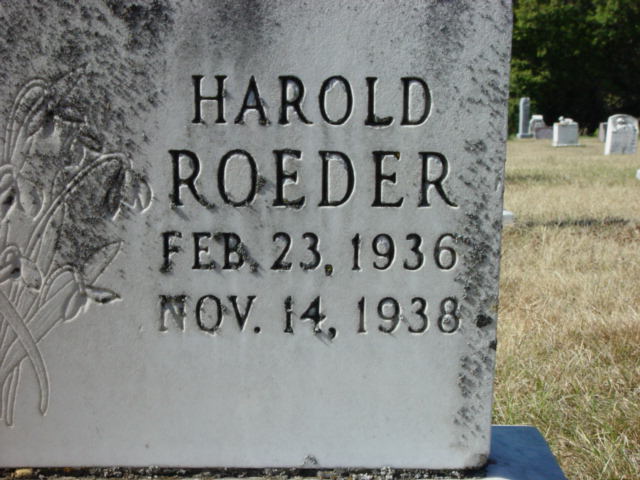 HAROLD
ROEDER
FEB. 23, 1936
NOV. 14, 1938